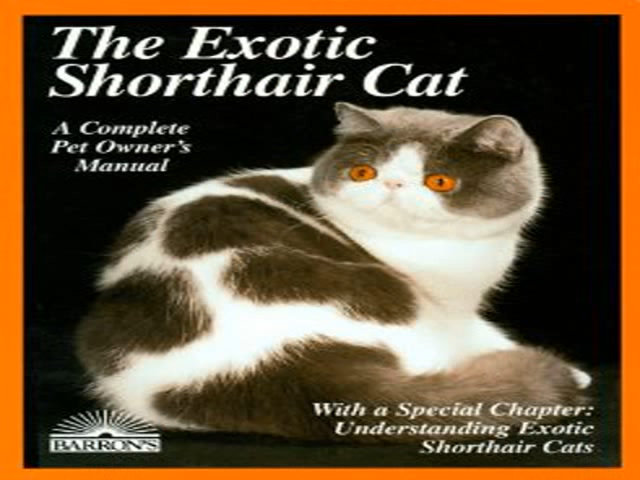 The Exotic
Shorthair Cat
A Complete
Pet Owner's
Manual
With a Special Chapter:
Understanding Exotic
Shorthair Cats
BARRON'S